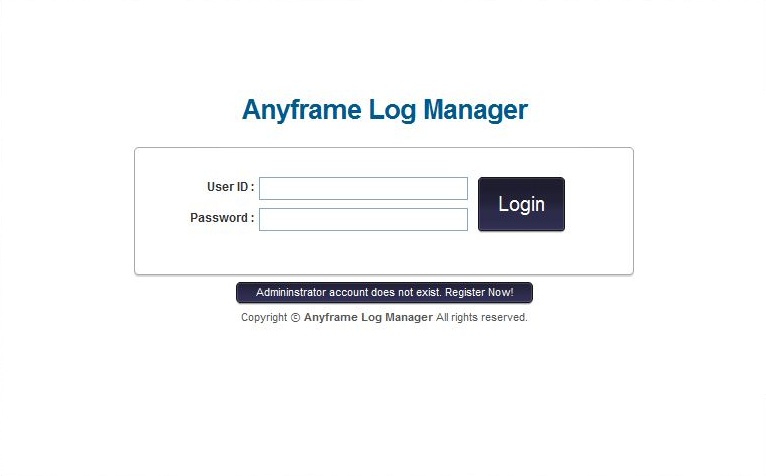 Anyframe Log Manager
User ID :
Login
Password :
Admininstrator account does not exist. Register Now!
Copyright ⓒ Anyframe Log Manager All rights reserved.